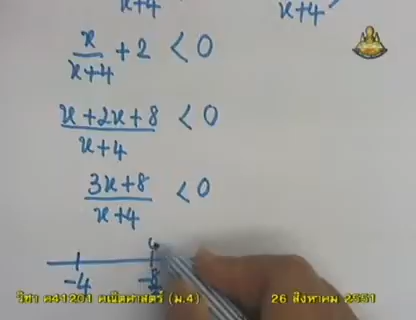 x/(x+4)
x/(x+4) + 2 < 0
(x+2x+8)/(x+4) < 0
(3x+8)/(x+4) < 0
-4
วิชา ค41201 คณิตศาสตร์ (ม.4) 26 สิงหาคม 2551